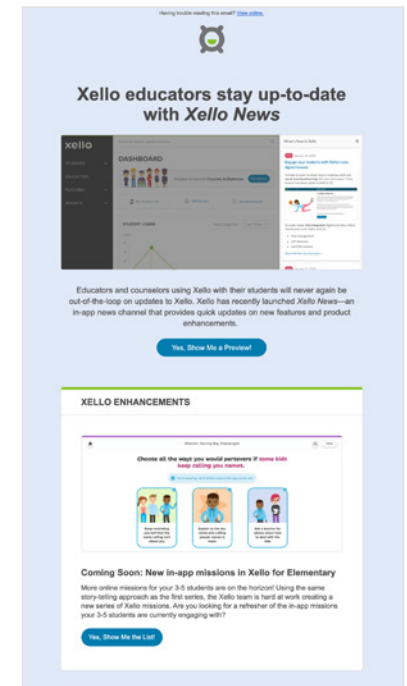 Having trouble reading this email? View online.
Xello educators stay up-to-date
with Xello News
xello
DASHBOARD
STUDENT LOGINS
Educators and counselors using Xello with their students will never again be
out-of-the-loop on updates to Xello. Xello has recently launched Xello News—an
in-app news channel that provides quick updates on new features and product
enhancements.
Yes, Show Me a Preview!
XELLO ENHANCEMENTS
Choose all the ways you would persevere if some kids
keep calling you names.
Coming Soon: New in-app missions in Xello for Elementary
More online missions for your 3-5 students are on the horizon! Using the same
story-telling approach as the first series, the Xello team is hard at work creating a
new series of Xello missions. Are you looking for a refresher of the in-app missions
your 3-5 students are currently engaging with?
Yes, Show Me the List!